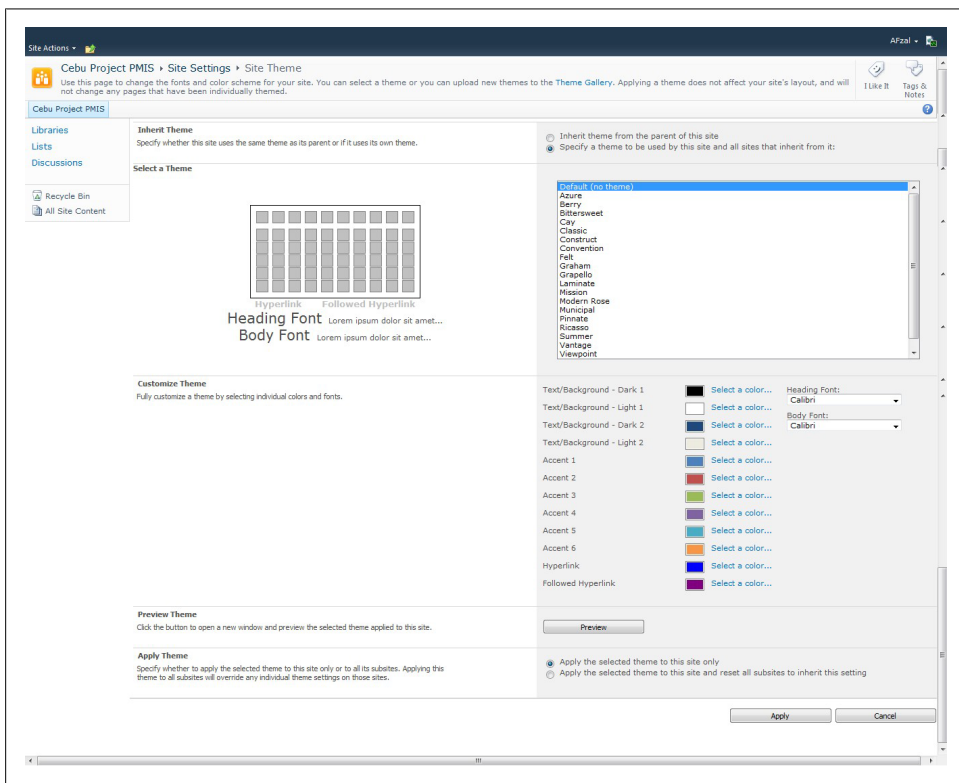 AFzal
Site Actions
Cebu Project PMIS › Site Settings › Site Theme
Use this page to change the fonts and color scheme for your site. You can select a theme or you can upload new themes to the Theme Gallery. Applying a theme does not affect your site's layout, and will
not change any pages that have been individually themed.
I Like It
Tags &
Notes
Cebu Project PMIS
Libraries
Lists
Discussions
Recycle Bin
All Site Content
Inherit Theme
Specify whether this site uses the same theme as its parent or if it uses its own theme.
Inherit theme from the parent of this site
Specify a theme to be used by this site and all sites that inherit from it:
Select a Theme
Hyperlink Followed Hyperlink
Heading Font Lorem ipsum dolor sit amet...
Body Font Lorem ipsum dolor sit amet...
Default (no theme)
Azure
Berry
Bittersweet
Cay
Classic
Construct
Convention
Felt
Graham
Grapello
Laminate
Mission
Modern Rose
Municipal
Pinnate
Ricasso
Summer
Vantage
Viewpoint
Customize Theme
Fully customize a theme by selecting individual colors and fonts.
Text/Background - Dark 1 Select a color...
Text/Background - Light 1 Select a color...
Text/Background - Dark 2 Select a color...
Text/Background - Light 2 Select a color...
Accent 1 Select a color...
Accent 2 Select a color...
Accent 3 Select a color...
Accent 4 Select a color...
Accent 5 Select a color...
Accent 6 Select a color...
Hyperlink Select a color...
Followed Hyperlink Select a color...
Heading Font:
Calibri
Body Font:
Calibri
Preview Theme
Click the button to open a new window and preview the selected theme applied to this site.
Preview
Apply Theme
Specify whether to apply the selected theme to this site only or to all its subsites. Applying this
theme to all subsites will override any individual theme settings on those sites.
Apply the selected theme to this site only
Apply the selected theme to this site and reset all subsites to inherit this setting
Apply
Cancel